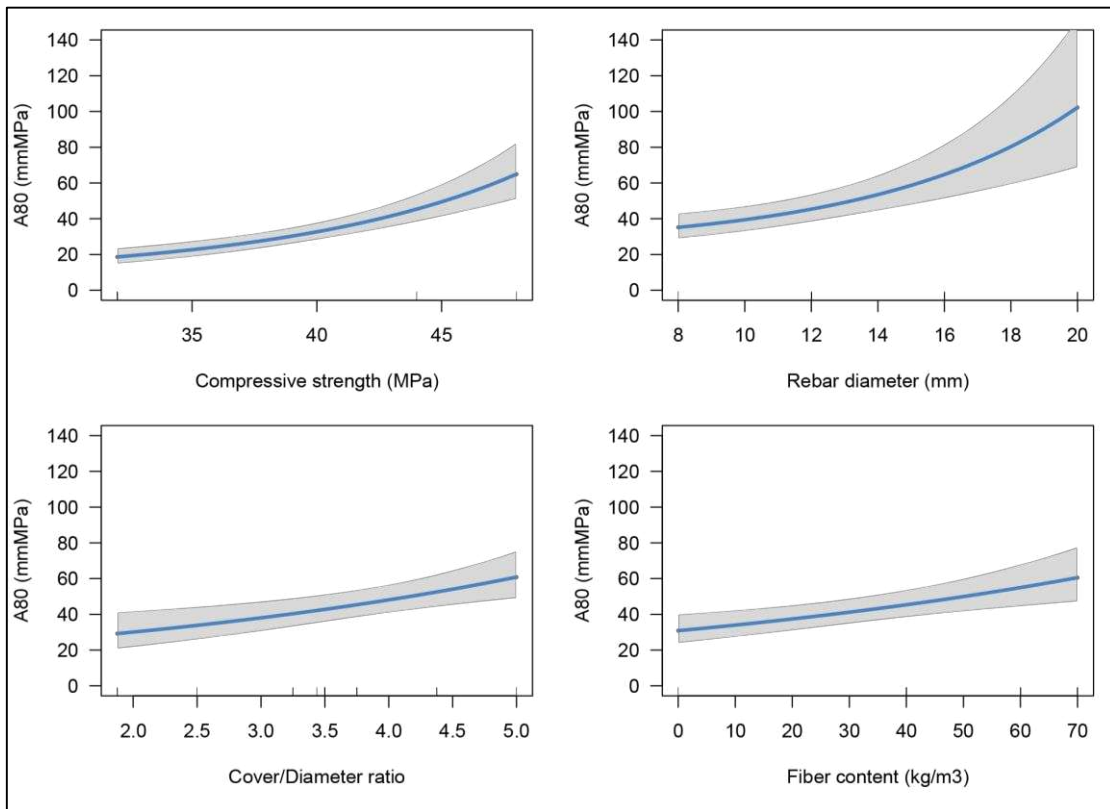 140
120
100
80
60
40
20
0
A80 (mmMPa)
35 40 45
Compressive strength (MPa)
140
120
100
80
60
40
20
0
A80 (mmMPa)
8 10 12 14 16 18 20
Rebar diameter (mm)
140
120
100
80
60
40
20
0
A80 (mmMPa)
2.0 2.5 3.0 3.5 4.0 4.5 5.0
Cover/Diameter ratio
140
120
100
80
60
40
20
0
A80 (mmMPa)
0 10 20 30 40 50 60 70
Fiber content (kg/m3)